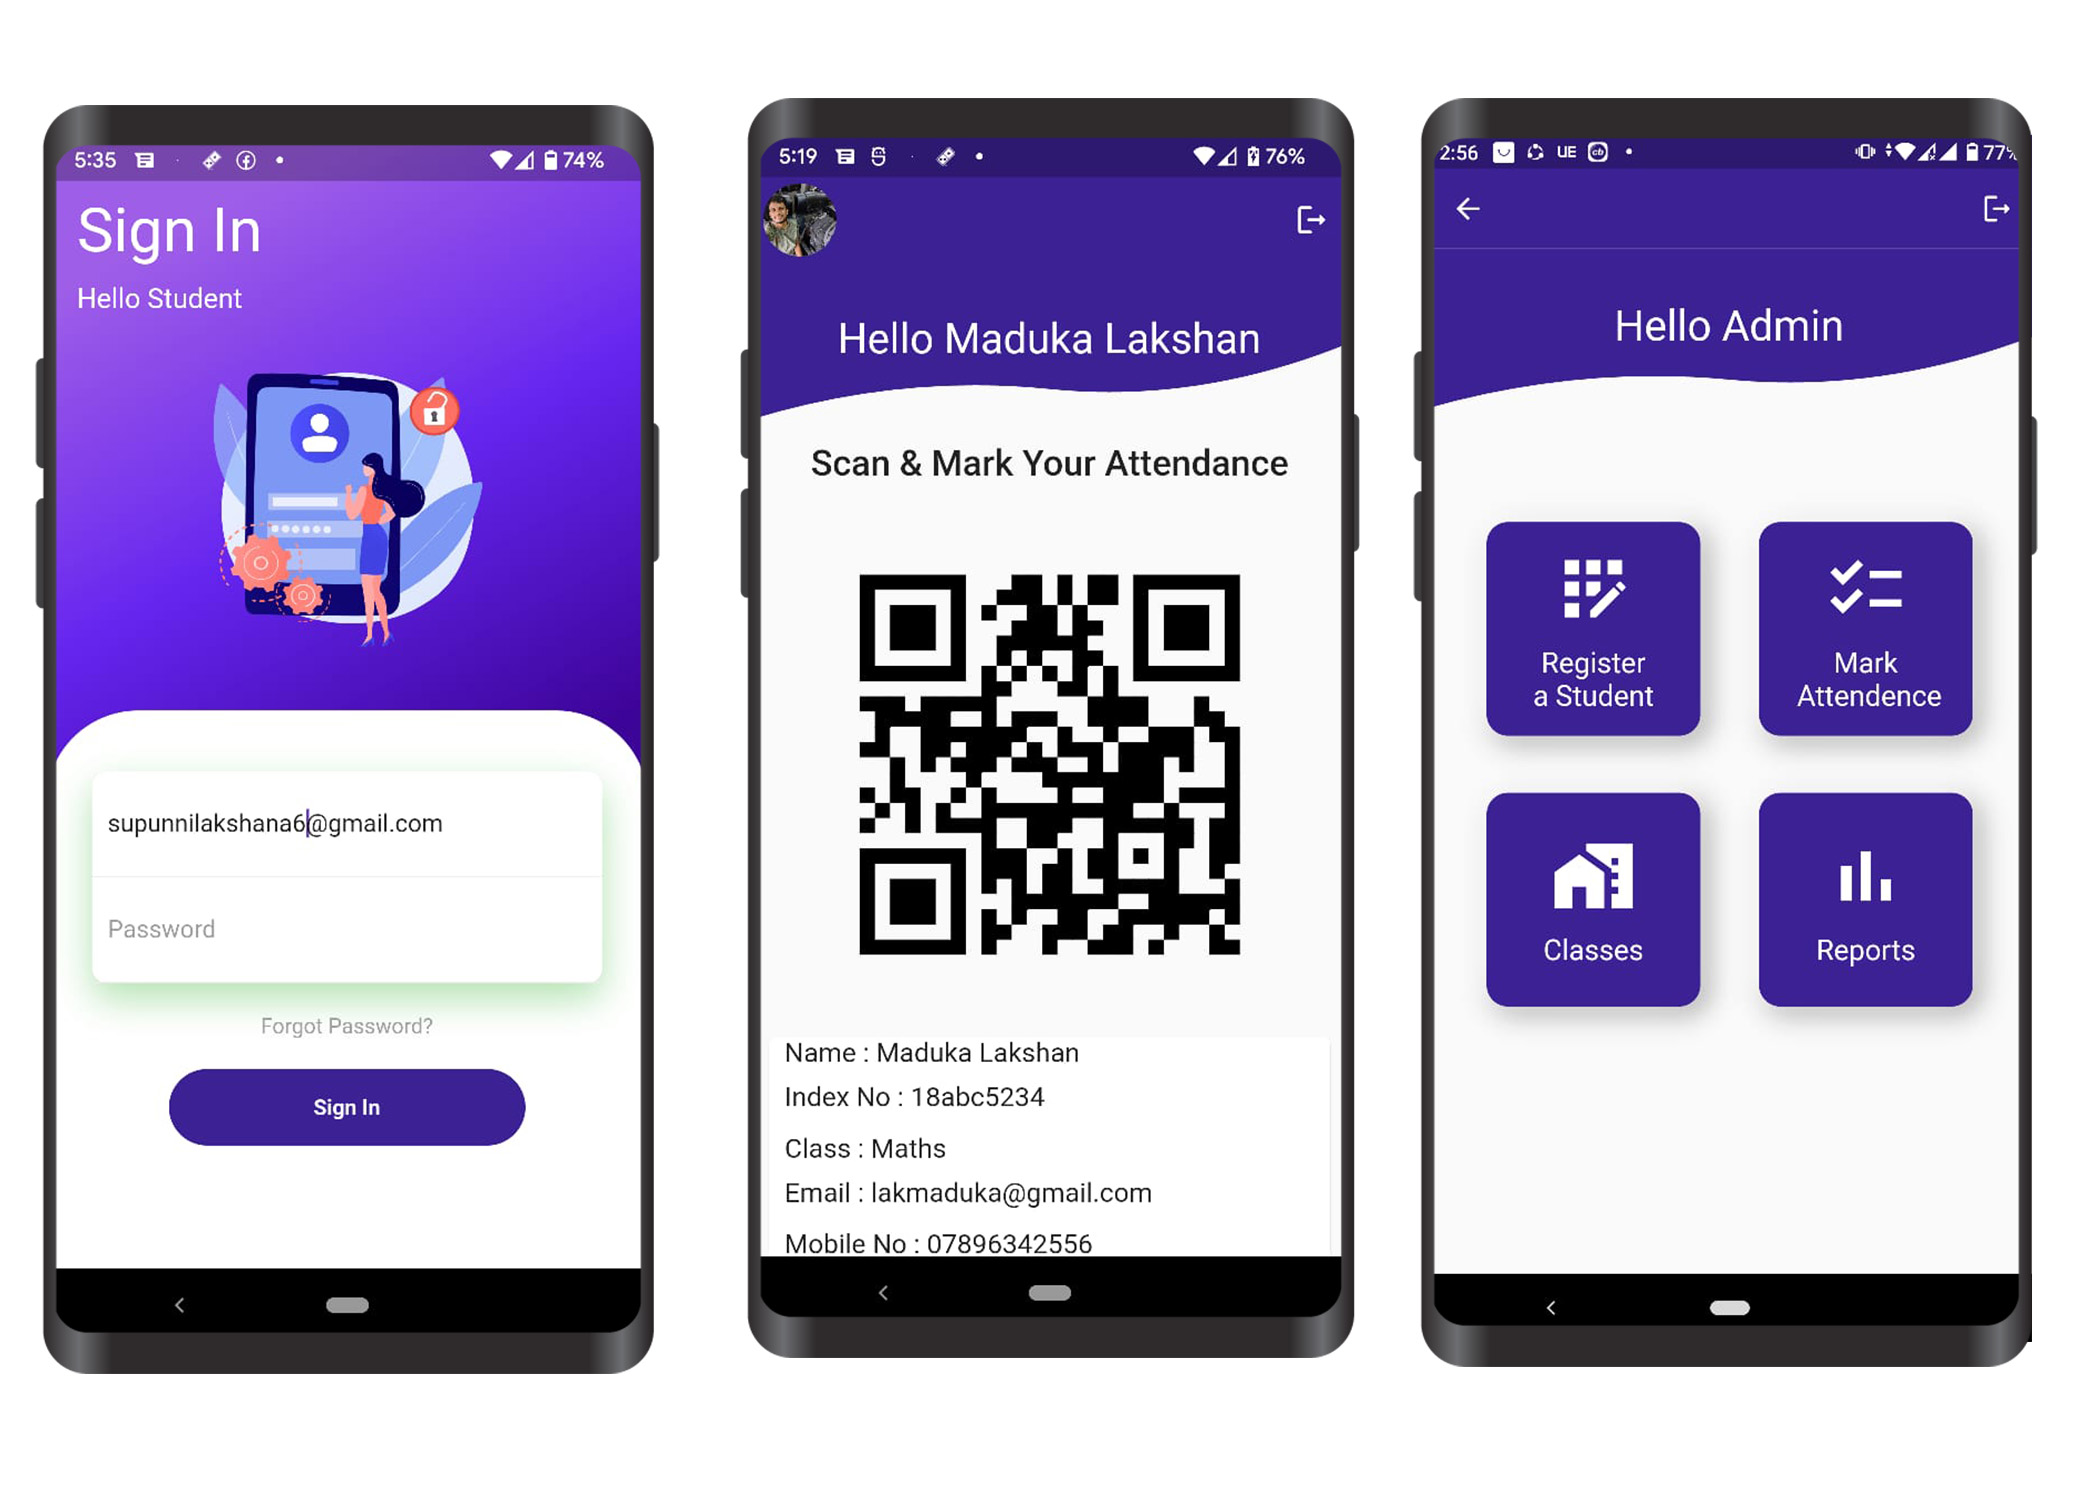 5:35
74%
Sign In
Hello Student
supunnilakshana6@gmail.com
Password
Forgot Password?
Sign In
5:19
76%
Hello Maduka Lakshan
Scan & Mark Your Attendance
Name : Maduka Lakshan
Index No : 18abc5234
Class : Maths
Email : lakmaduka@gmail.com
Mobile No : 07896342556
2:56 UE cb
77%
Hello Admin
Register
a Student
Mark
Attendence
Classes
Reports